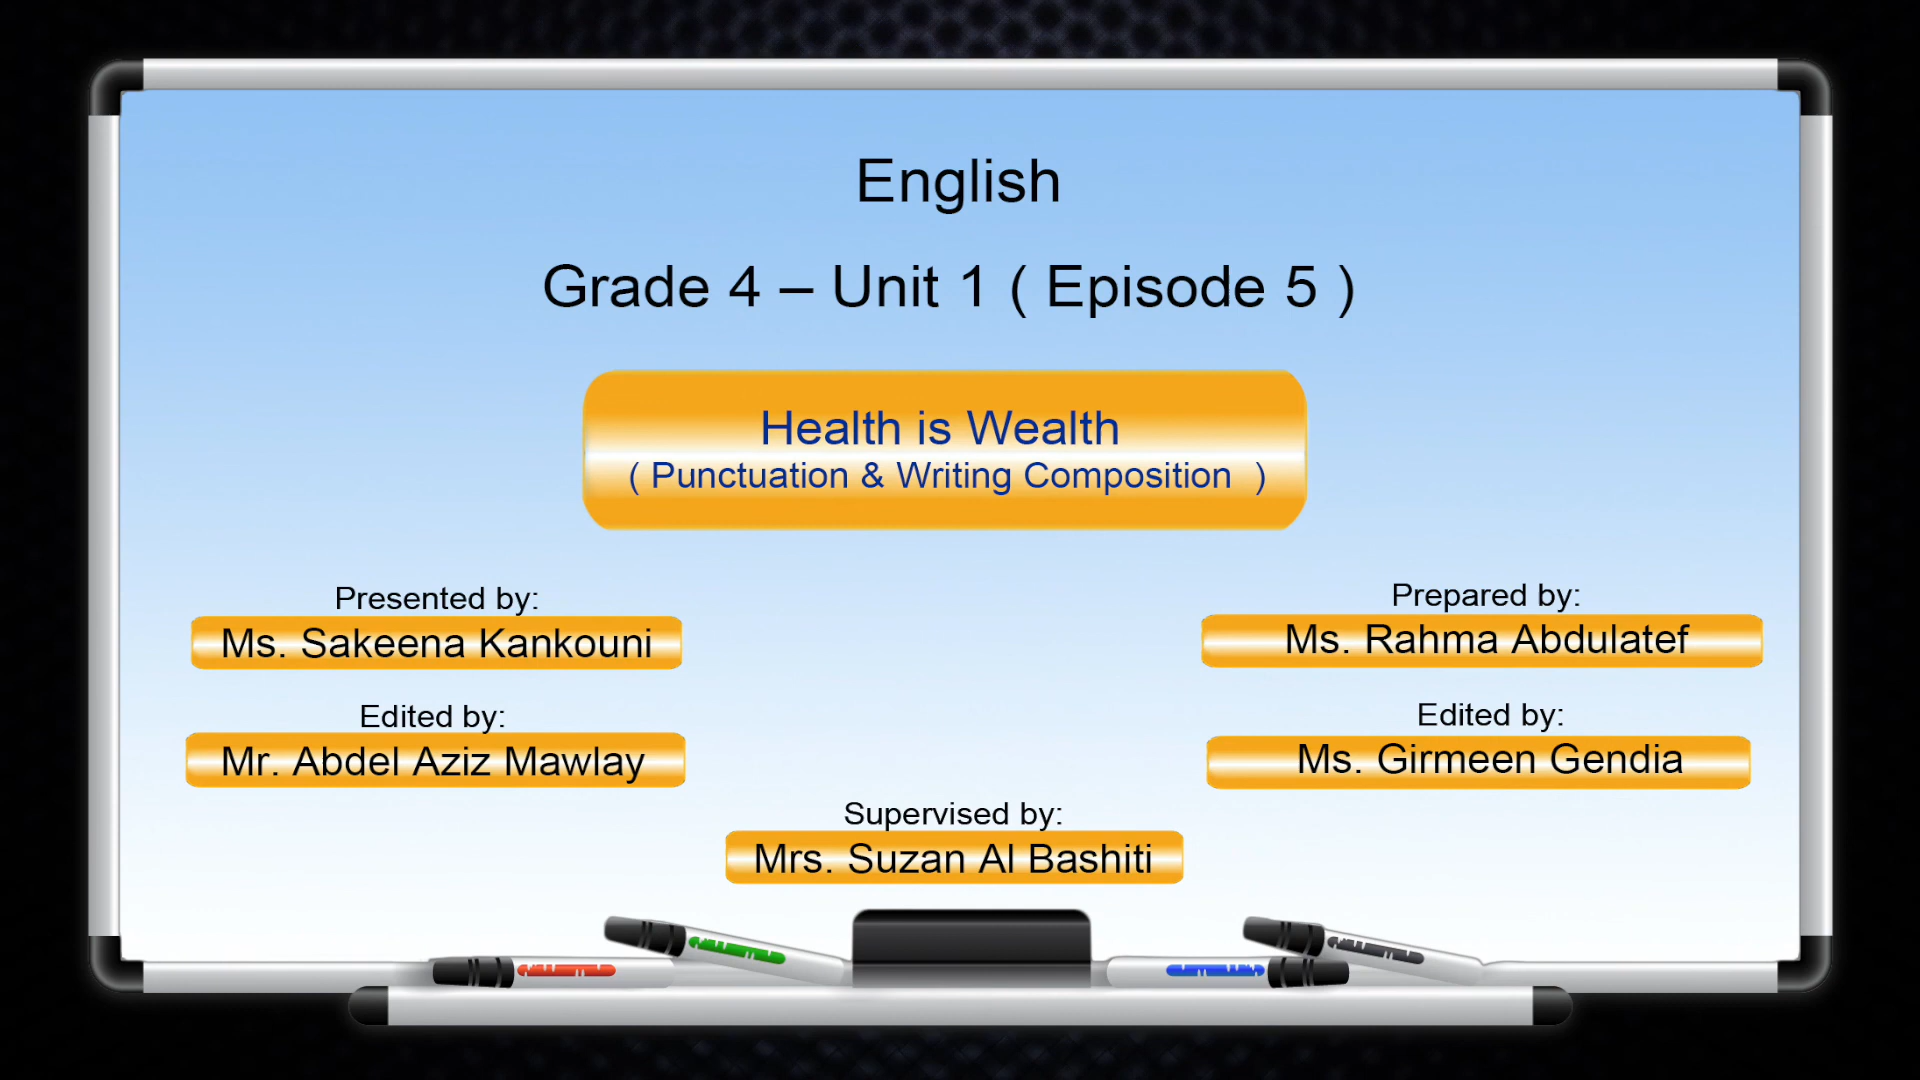 English
Grade 4 – Unit 1 ( Episode 5 )
Health is Wealth
( Punctuation & Writing Composition )
Presented by:
Ms. Sakeena Kankouni
Prepared by:
Ms. Rahma Abdulatef
Edited by:
Mr. Abdel Aziz Mawlay
Edited by:
Ms. Girmeen Gendia
Supervised by:
Mrs. Suzan Al Bashiti